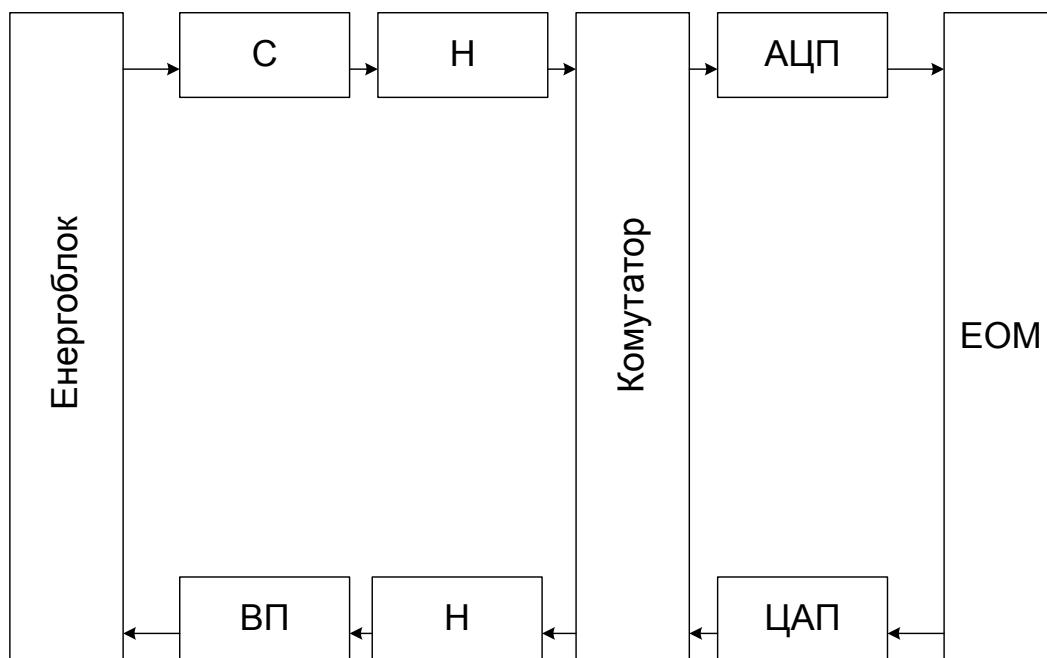 С
Н
АЦП
Енергоблок
Комутатор
ЕОМ
ВП
Н
ЦАП